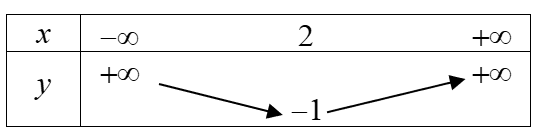 x −∞ 2 +∞
y +∞ −1 +∞